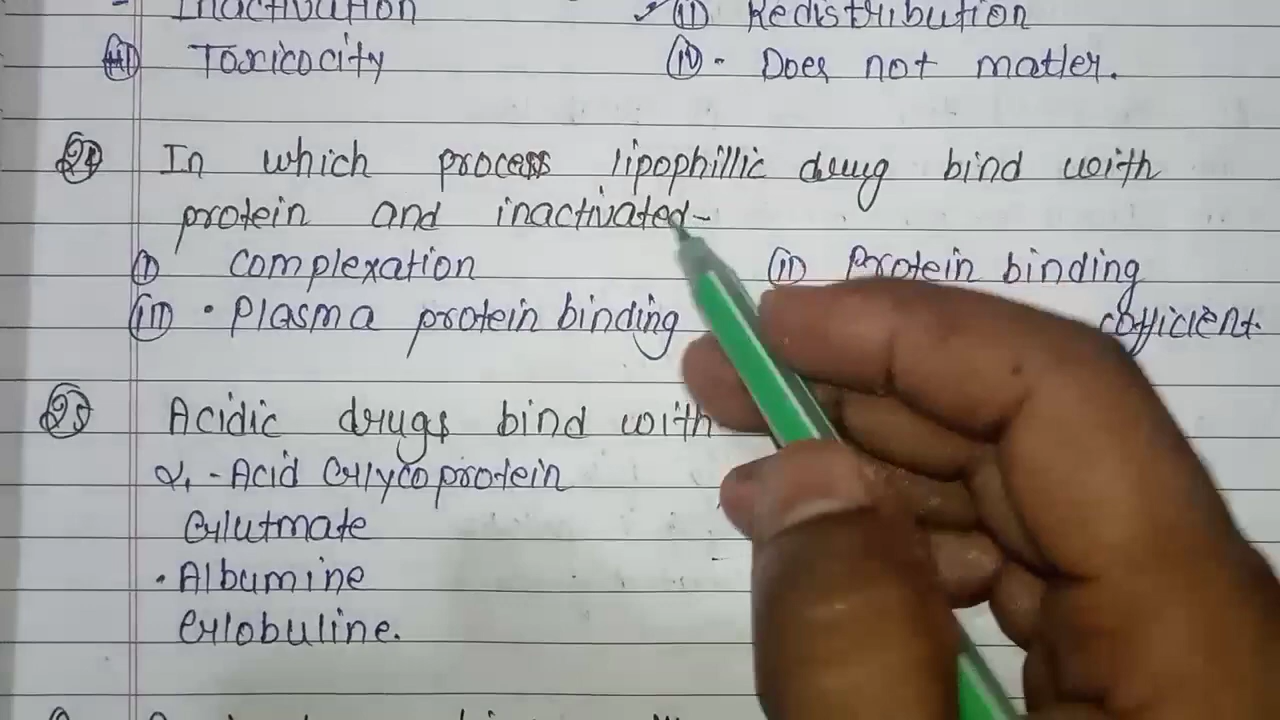 Inactivation (ii) Redistribution
(iii) Toxicocity (iv) · Does not matter.
24 In which process lipophillic drug bind with
protein and inactivated-
(i) complexation (ii) Protein binding
(iii) · Plasma protein binding cofficient.
25 Acidic drugs bind with
α1 - Acid Glycoprotein
Glutmate
· Albumine
Globuline.